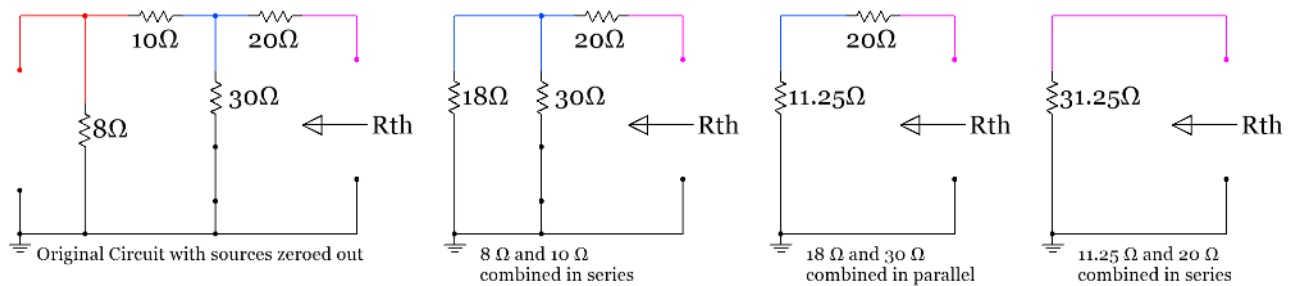 10Ω
20Ω
8Ω
30Ω
Rth
Original Circuit with sources zeroed out
20Ω
18Ω
30Ω
Rth
8 Ω and 10 Ω
combined in series
20Ω
11.25Ω
Rth
18 Ω and 30 Ω
combined in parallel
31.25Ω
Rth
11.25 Ω and 20 Ω
combined in series